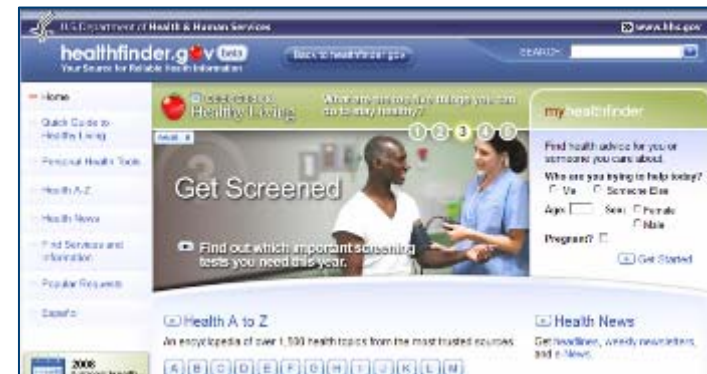 U.S. Department of Health & Human Services
www.hhs.gov
healthfinder.gov beta
Your Source for Reliable Health Information
Back to healthfinder.gov
SEARCH:
Home
Quick Guide to
Healthy Living
Personal Health Tools
Health A-Z
Health News
Find Services and
Information
Popular Requests
Español
2008
Healthy Living
What are the top five things you can
do to stay healthy?
1 2 3 4 5
Get Screened
Find out which important screening
tests you need this year.
myhealthfinder
Find health advice for you or
someone you care about.
Who are you trying to help today?
Me Someone Else
Age: Sex: Female
Male
Pregnant?
Get Started
Health A to Z
An encyclopedia of over 1,500 health topics from the most trusted sources
A B C D E F G H I J K L M
Health News
Get headlines, weekly newsletters,
and e-News.